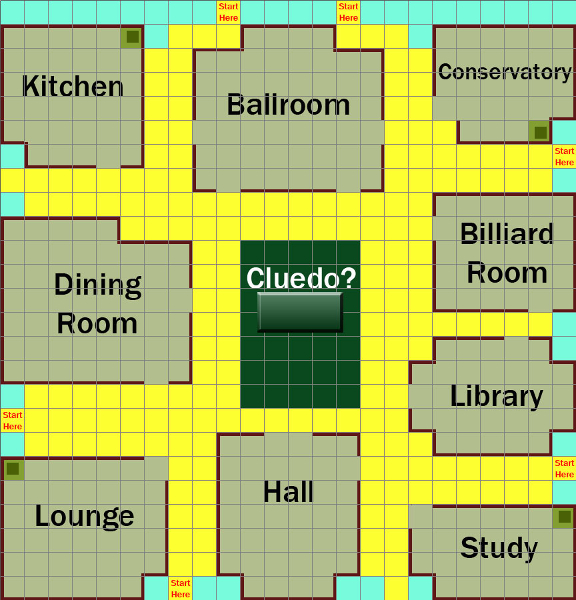 Start
Here
Start
Here
Kitchen
Ballroom
Conservatory
Start
Here
Billiard
Room
Dining
Room
Cluedo?
Library
Start
Here
Start
Here
Lounge
Hall
Study
Start
Here